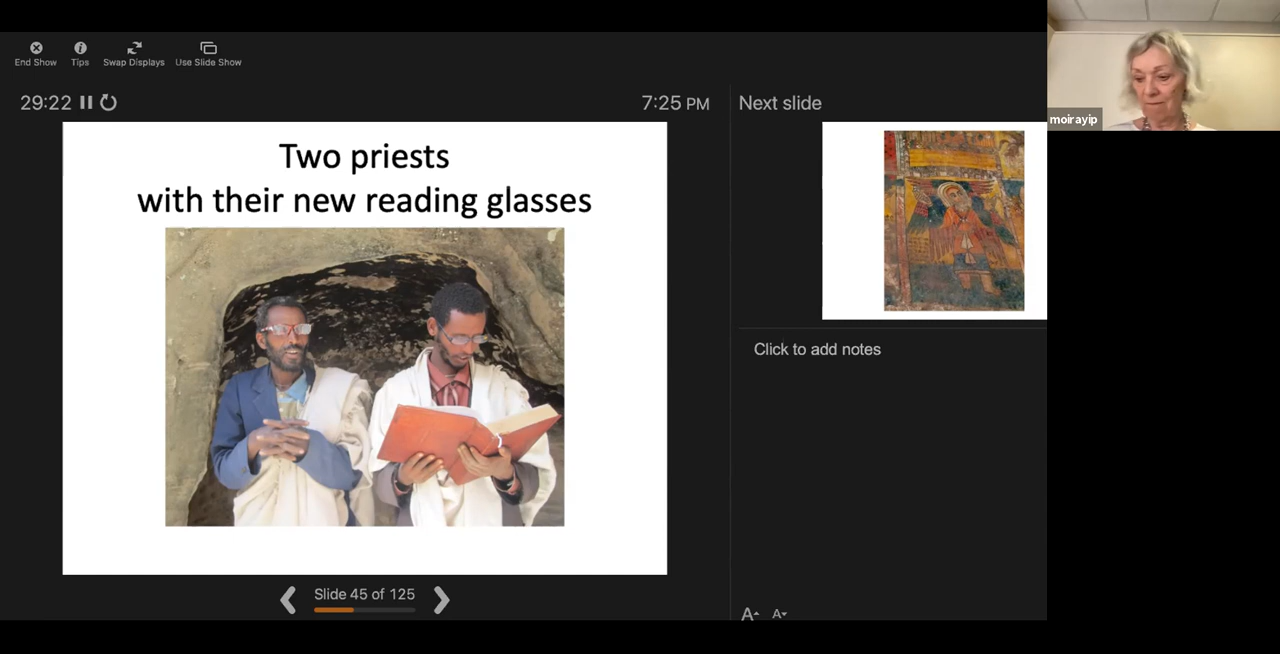 End Show
Tips
Swap Displays
Use Slide Show
29:22
7:25 PM
Next slide
moirayip
Two priests
with their new reading glasses
Click to add notes
Slide 45 of 125
A
A